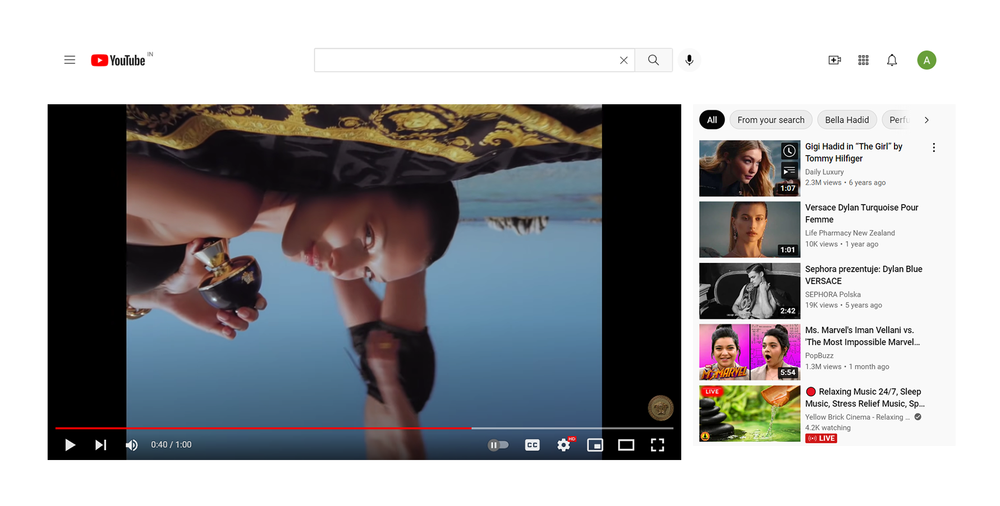 YouTube IN
A
All
From your search
Bella Hadid
Perfu
Gigi Hadid in “The Girl” by
Tommy Hilfiger
Daily Luxury
2.3M views • 6 years ago
1:07
Versace Dylan Turquoise Pour
Femme
Life Pharmacy New Zealand
10K views • 1 year ago
1:01
Sephora prezentuje: Dylan Blue
VERSACE
SEPHORA Polska
19K views • 5 years ago
2:42
Ms. Marvel's Iman Vellani vs.
'The Most Impossible Marvel...
PopBuzz
1.3M views • 1 month ago
MS. MARVEL
5:54
LIVE
Relaxing Music 24/7, Sleep
Music, Stress Relief Music, Sp...
Yellow Brick Cinema - Relaxing ...
4.2K watching
LIVE
0:40 / 1:00
CC
HD